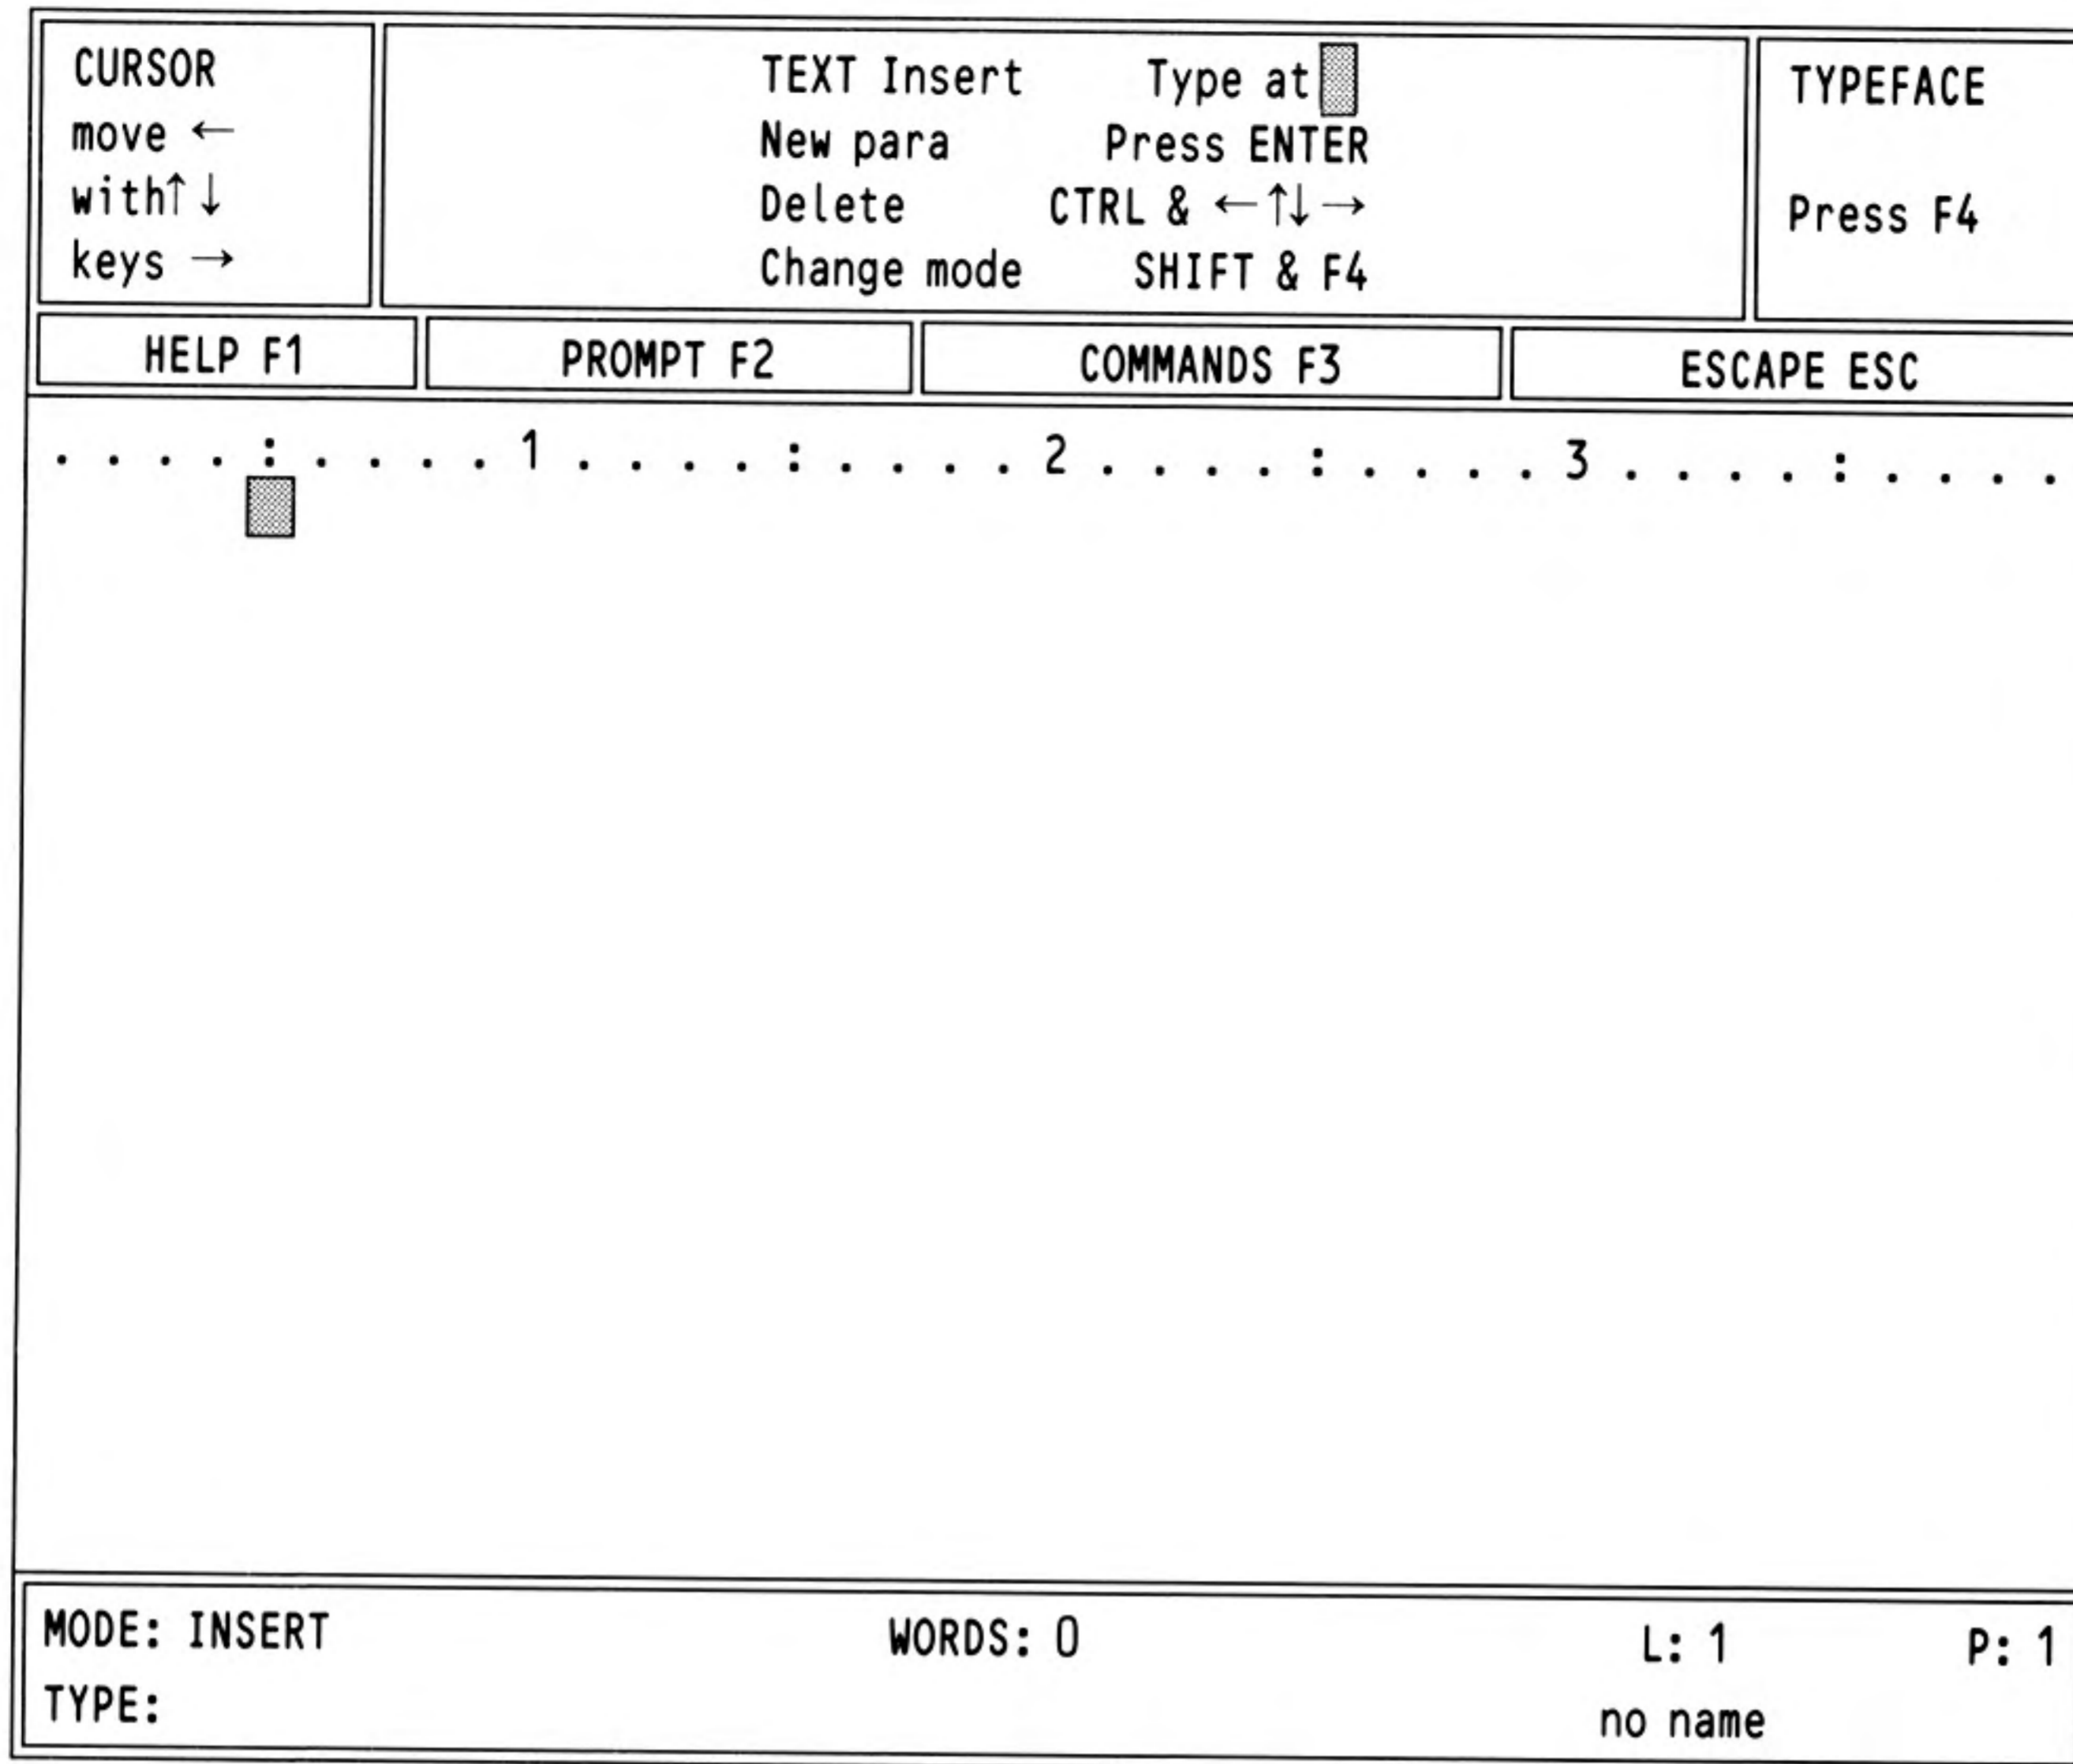 CURSOR
move ←
with↑↓
keys →
TEXT Insert Type at
New para Press ENTER
Delete CTRL & ←↑↓→
Change mode SHIFT & F4
TYPEFACE
Press F4
HELP F1 PROMPT F2 COMMANDS F3 ESCAPE ESC
. . . . : . . . . 1 . . . . : . . . . 2 . . . . : . . . . 3 . . . . : . . . .
MODE: INSERT WORDS: 0 L: 1 P: 1
TYPE: no name